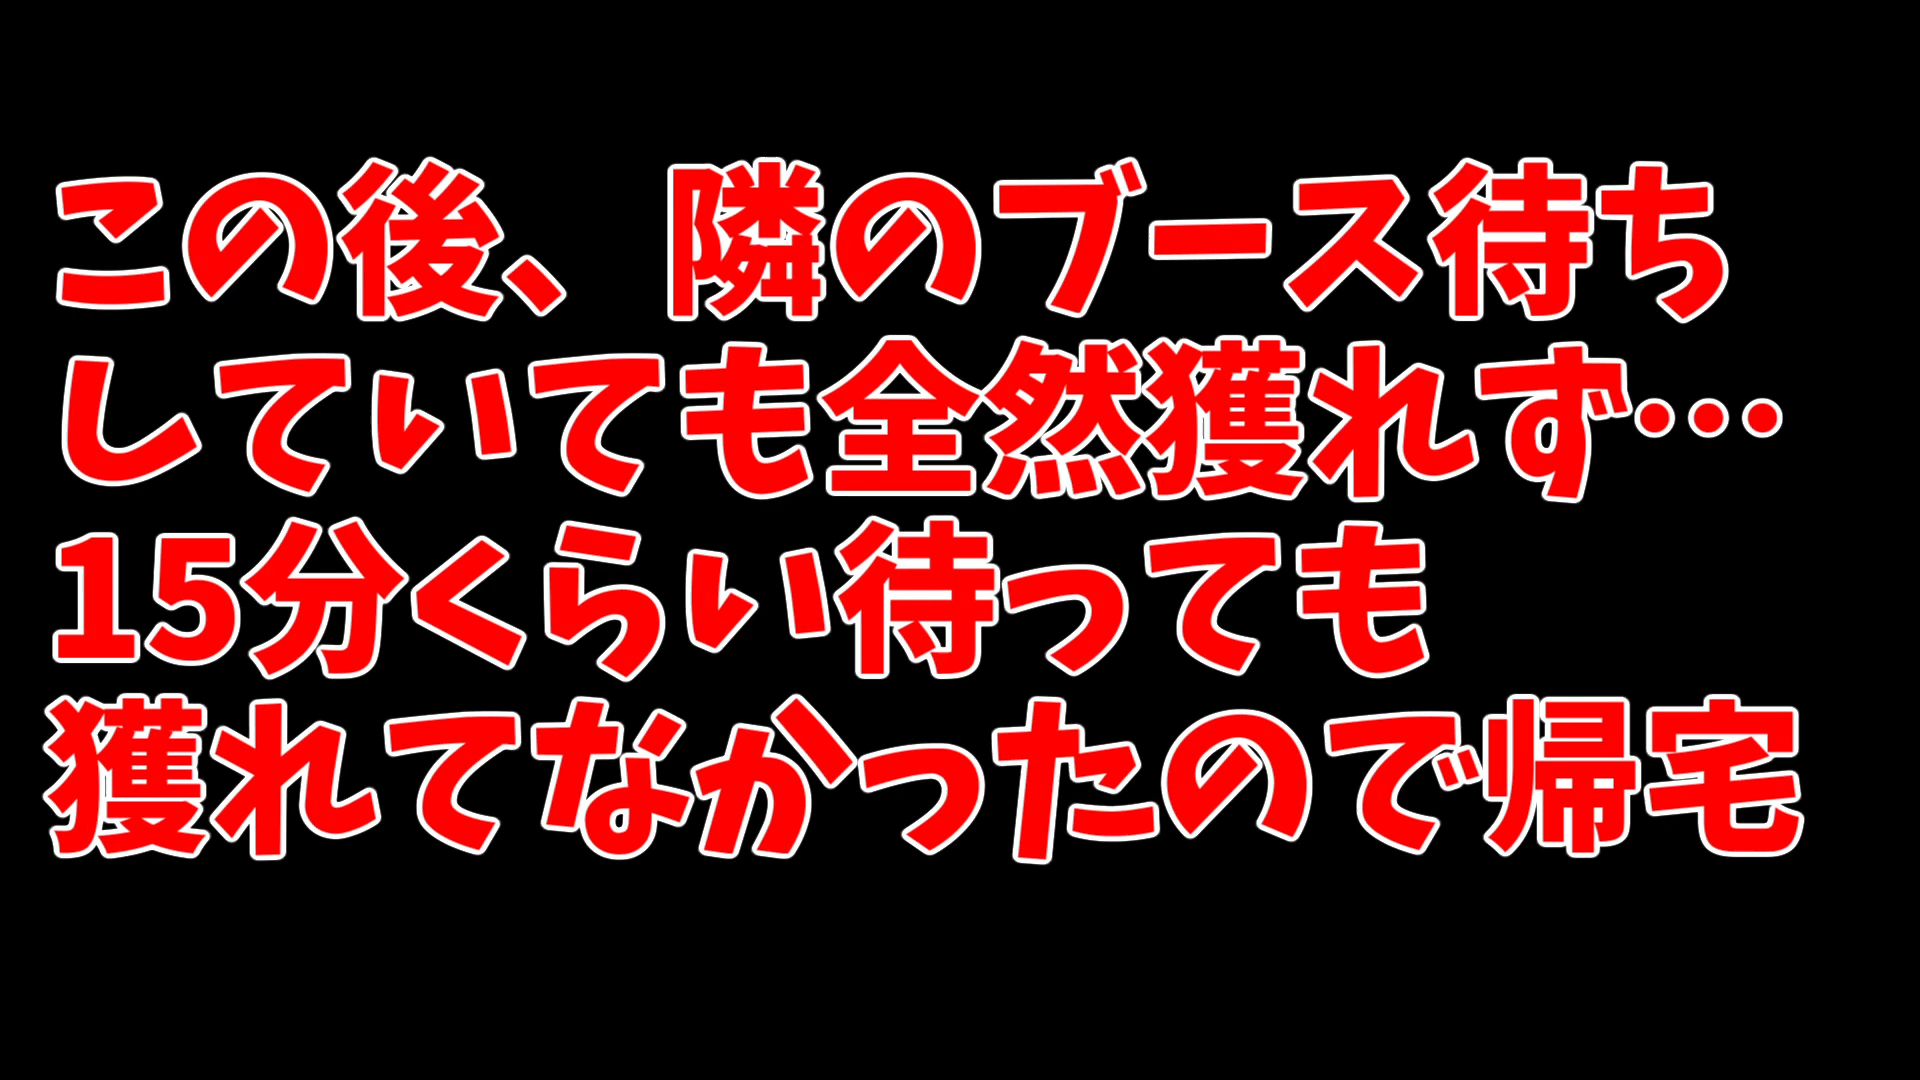 この後、隣のブース待ち
していても全然獲れず…
15分くらい待っても
獲れてなかったので帰宅